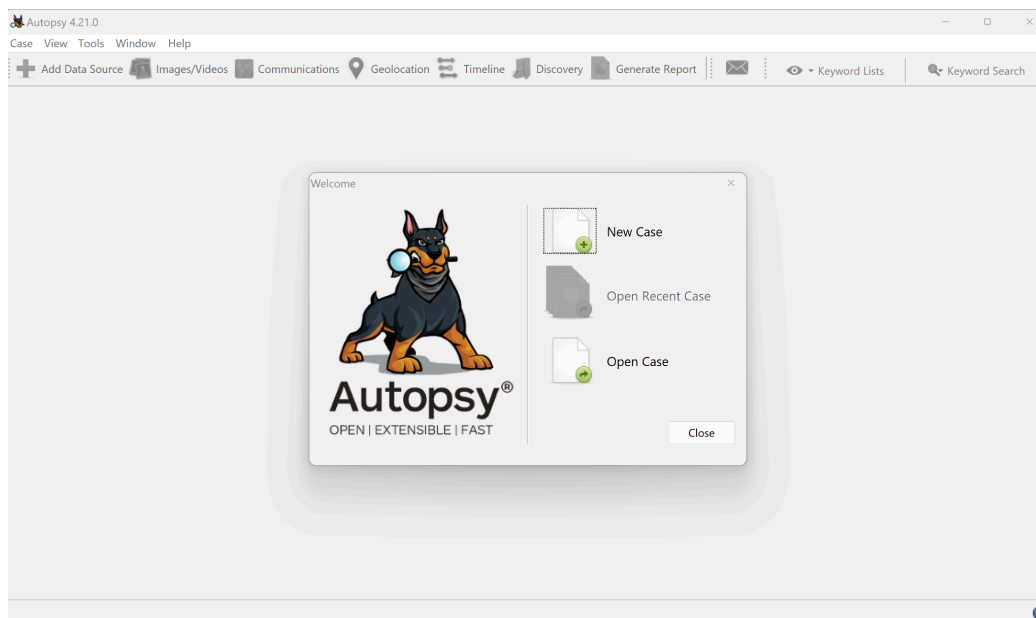 Autopsy 4.21.0
Case View Tools Window Help
Add Data Source Images/Videos Communications Geolocation Timeline Discovery Generate Report Keyword Lists Keyword Search
Welcome
New Case
Open Recent Case
Open Case
Autopsy®
OPEN | EXTENSIBLE | FAST
Close